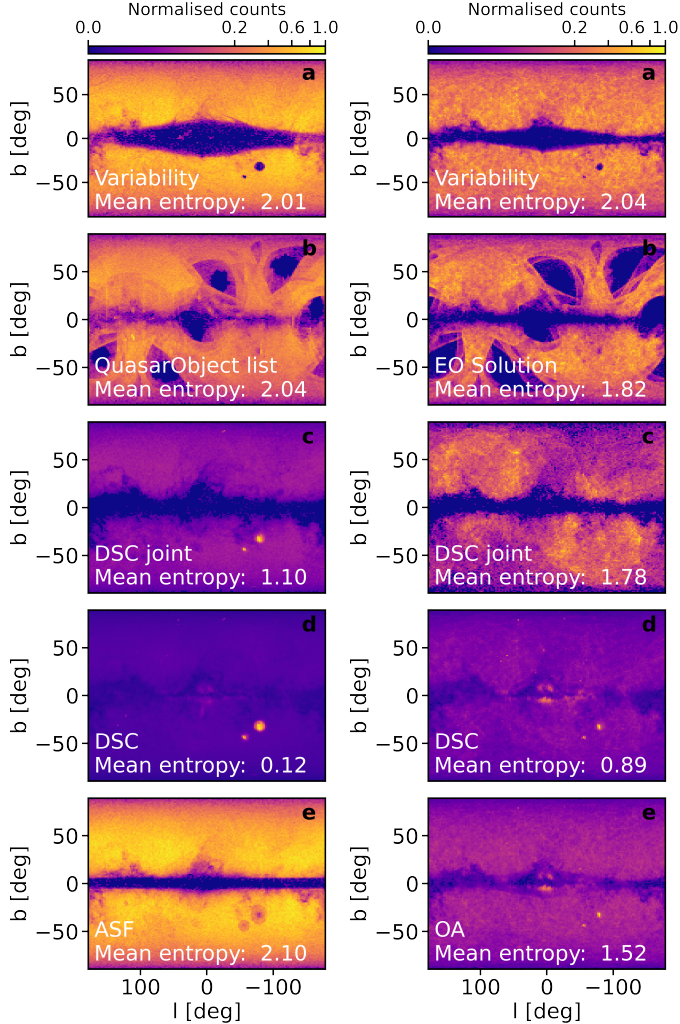 Normalised counts
0.0 0.2 0.6 1.0
Normalised counts
0.0 0.2 0.6 1.0
b [deg]
50
0
−50
a
Variability
Mean entropy: 2.01
b [deg]
50
0
−50
a
Variability
Mean entropy: 2.04
b [deg]
50
0
−50
b
QuasarObject list
Mean entropy: 2.04
b [deg]
50
0
−50
b
EO Solution
Mean entropy: 1.82
b [deg]
50
0
−50
c
DSC joint
Mean entropy: 1.10
b [deg]
50
0
−50
c
DSC joint
Mean entropy: 1.78
b [deg]
50
0
−50
d
DSC
Mean entropy: 0.12
b [deg]
50
0
−50
d
DSC
Mean entropy: 0.89
b [deg]
50
0
−50
e
ASF
Mean entropy: 2.10
100 0 −100
l [deg]
b [deg]
50
0
−50
e
OA
Mean entropy: 1.52
100 0 −100
l [deg]